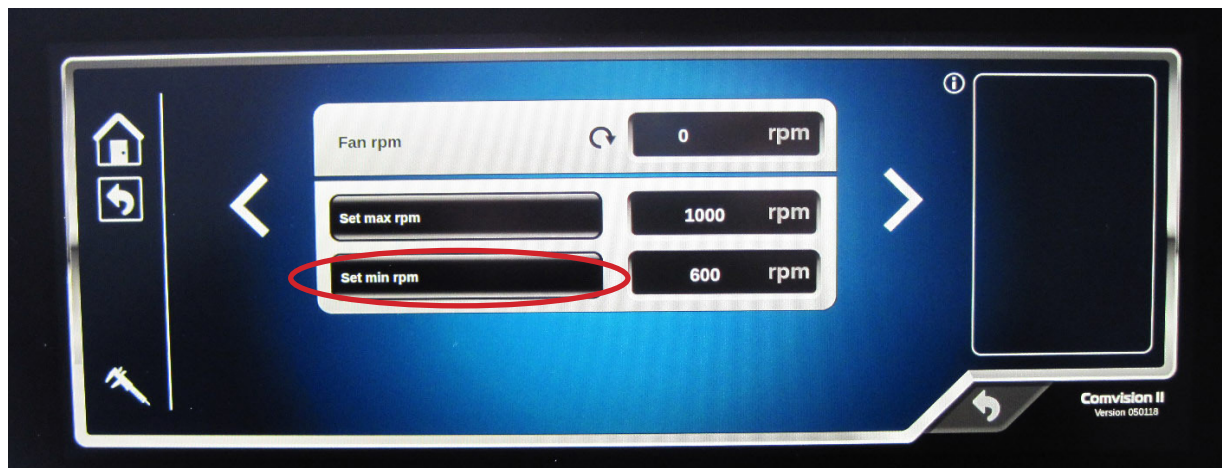 Fan rpm
0 rpm
Set max rpm
1000 rpm
Set min rpm
600 rpm
Comvision II
Version 050118